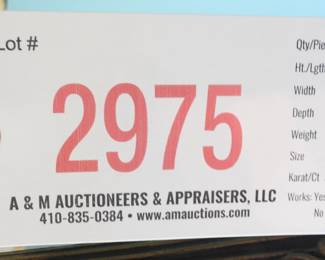 Lot #
2975
A & M AUCTIONEERS & APPRAISERS, LLC
410-835-0384 • www.amauctions.com
Qty/Pie
Ht./Lgth
Width
Depth
Weight
Size
Karat/Ct
Works: Yes
No